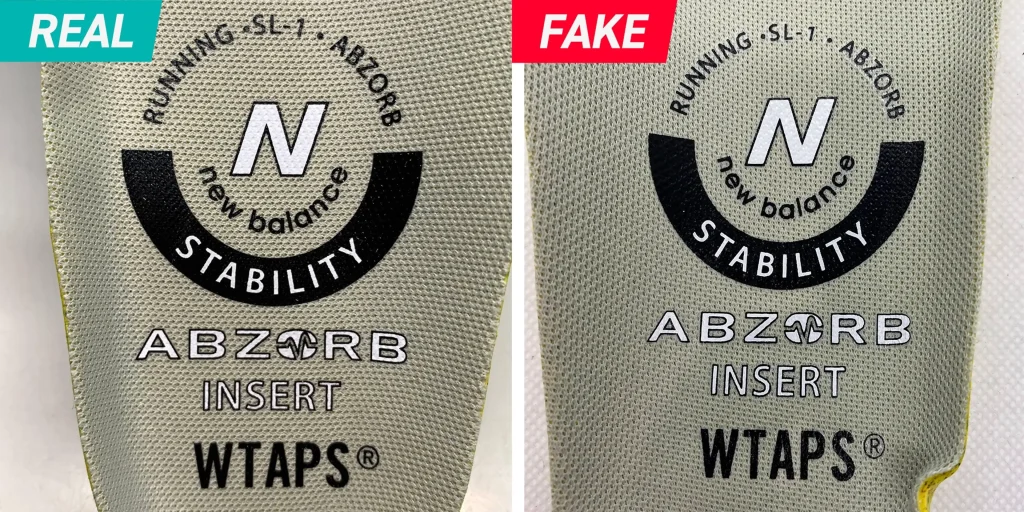 REAL
RUNNING • SL-1 • ABZORB
N
new balance
STABILITY
ABZORB
INSERT
WTAPS®
FAKE
RUNNING • SL-1 • ABZORB
N
new balance
STABILITY
ABZORB
INSERT
WTAPS®